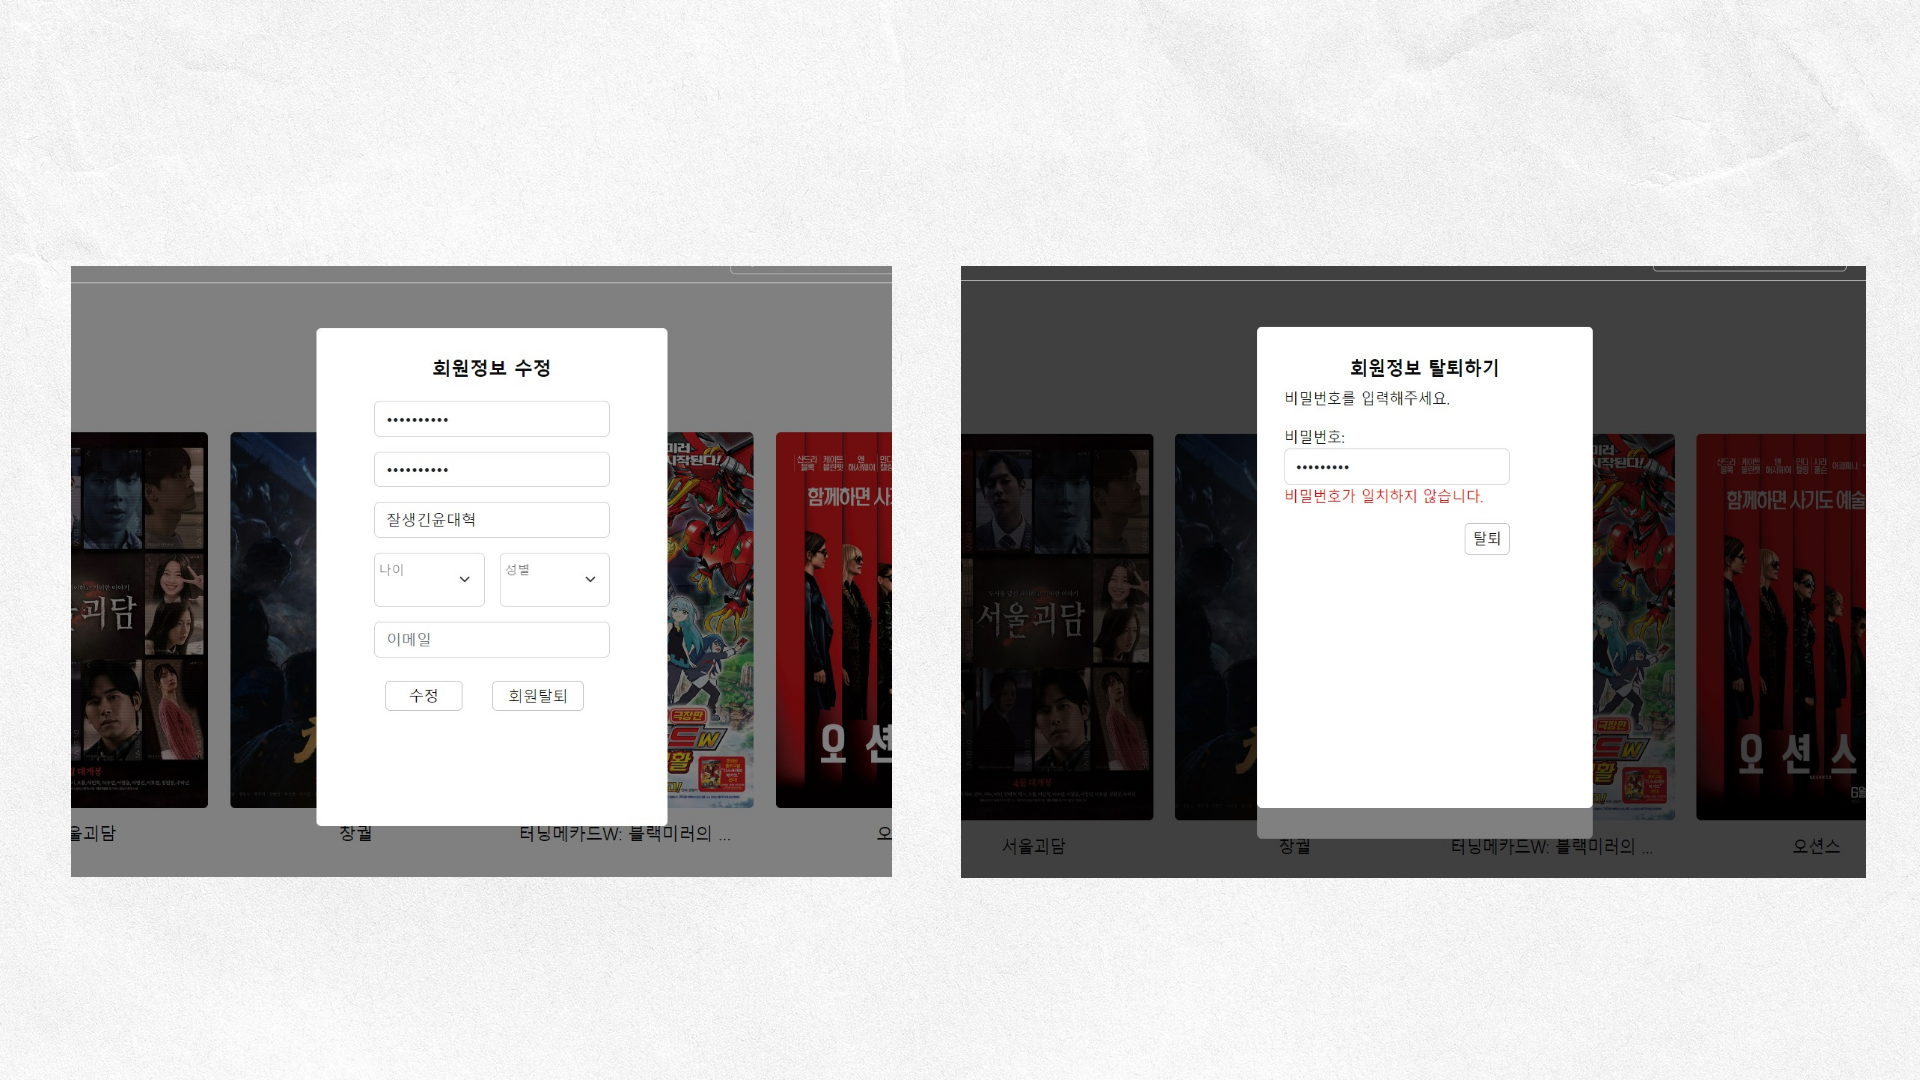 회원정보 수정
••••••••••
••••••••••
잘생긴윤대혁
나이
성별
이메일
수정
회원탈퇴
괴담
함께하면 사
오 션
울괴담
창궐
터닝메카드W: 블랙미러의 ...
오
회원정보 탈퇴하기
비밀번호를 입력해주세요.
비밀번호:
•••••••••
비밀번호가 일치하지 않습니다.
탈퇴
서울괴담
함께하면 사기도 예술
오 션 스
서울괴담
창궐
터닝메카드W: 블랙미러의 ...
오션스